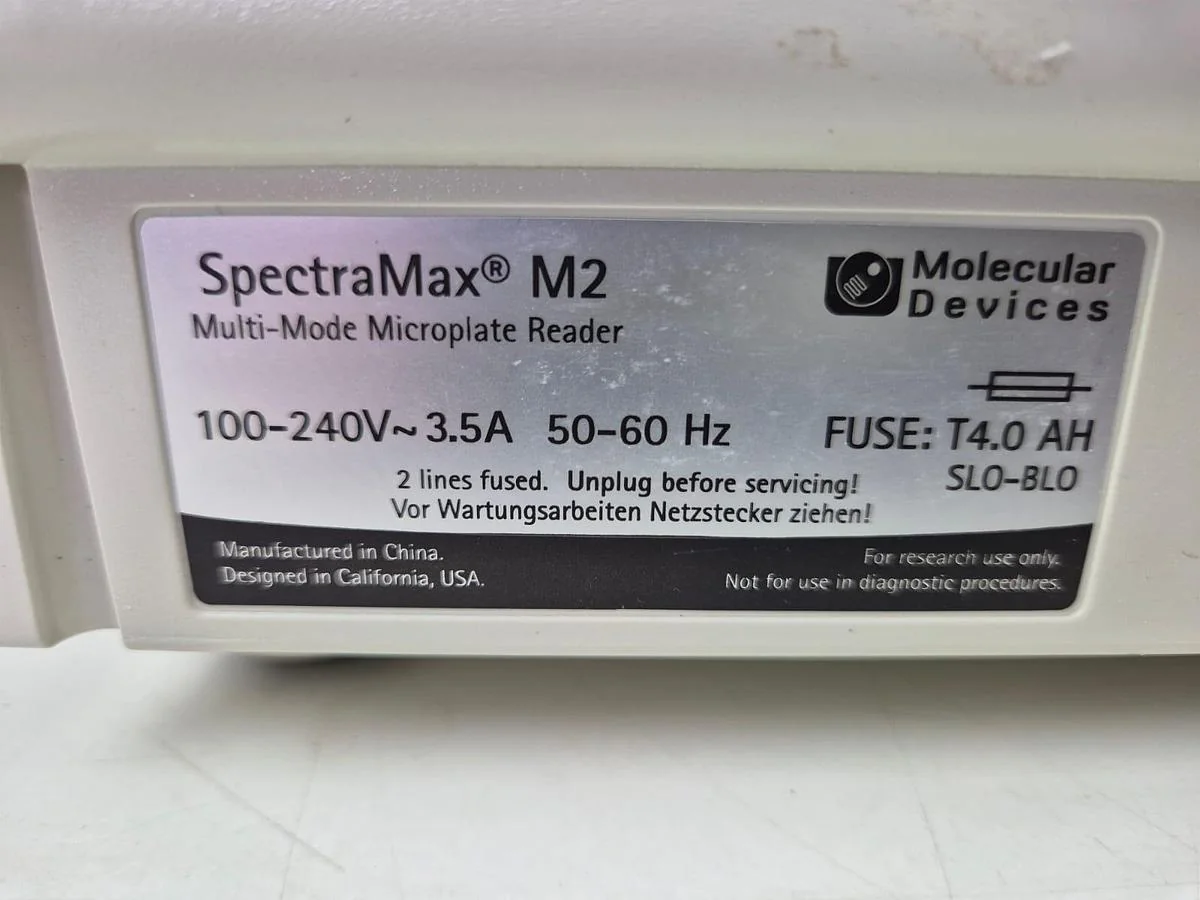 SpectraMax® M2
Multi-Mode Microplate Reader
Molecular
Devices
100-240V~ 3.5A 50-60 Hz
FUSE: T4.0 AH
SLO-BLO
2 lines fused. Unplug before servicing!
Vor Wartungsarbeiten Netzstecker ziehen!
Manufactured in China.
Designed in California, USA.
For research use only.
Not for use in diagnostic procedures.